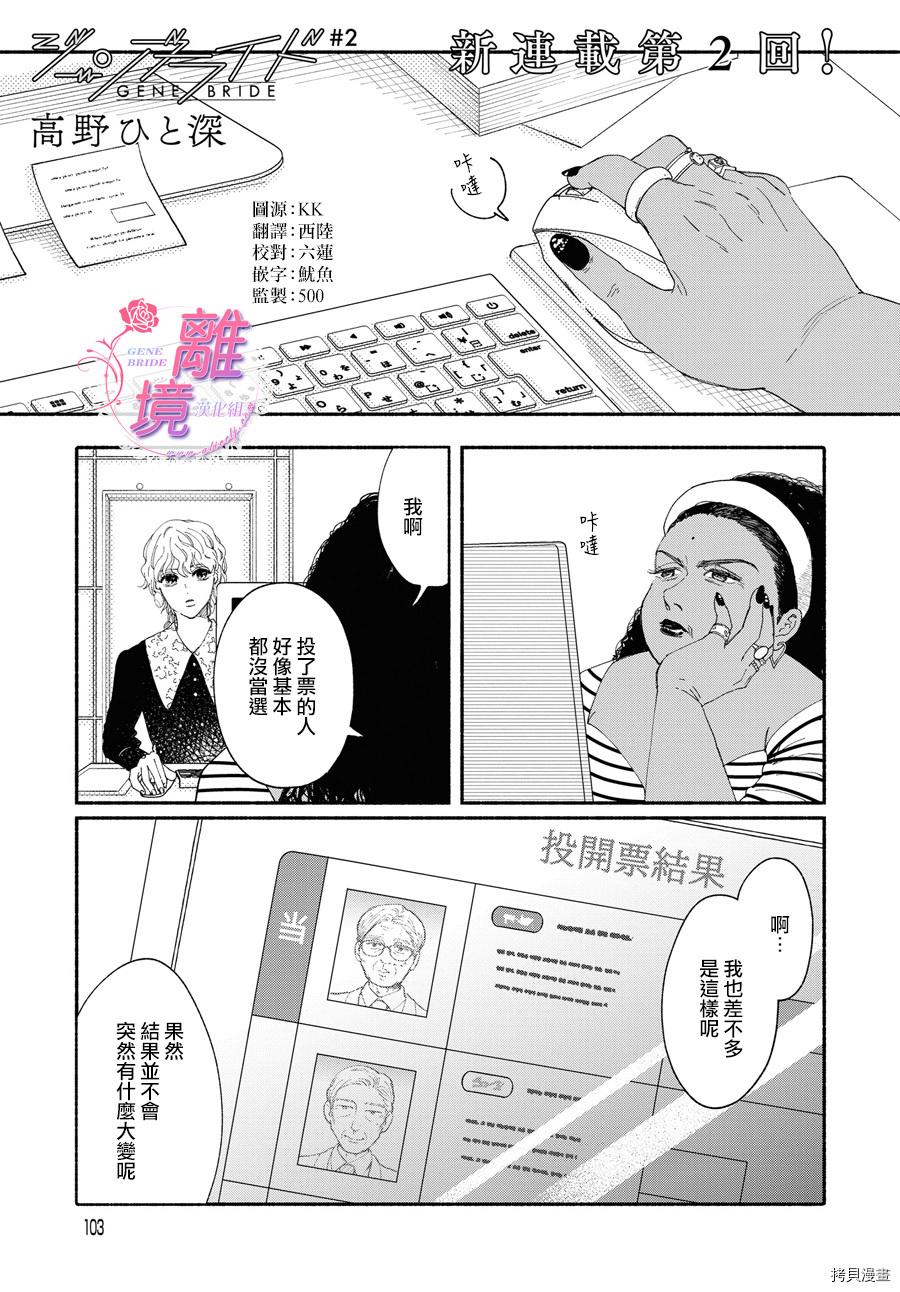 ジーンブライド
#2
GENE BRIDE
新連載第2回!
高野ひと深
圖源:KK
翻譯:西陸
校對:六蓮
嵌字:魷魚
監製:500
GENE
BRIDE
離境
漢化組
咔噠
delete
enter
return
咔噠
我啊
投了票的人
好像基本
都沒當選
投開票結果
当
啊…
我也差不多
是這樣呢
果然
結果並不會
突然有什麼大變呢
103
拷貝漫畫